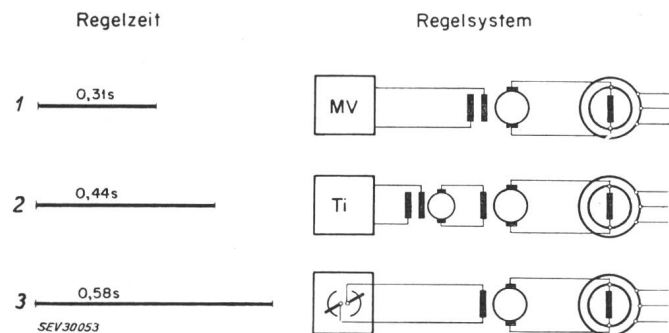 Regelzeit Regelsystem
1 0,31s MV
2 0,44s Ti
3 0,58s
SEV30053